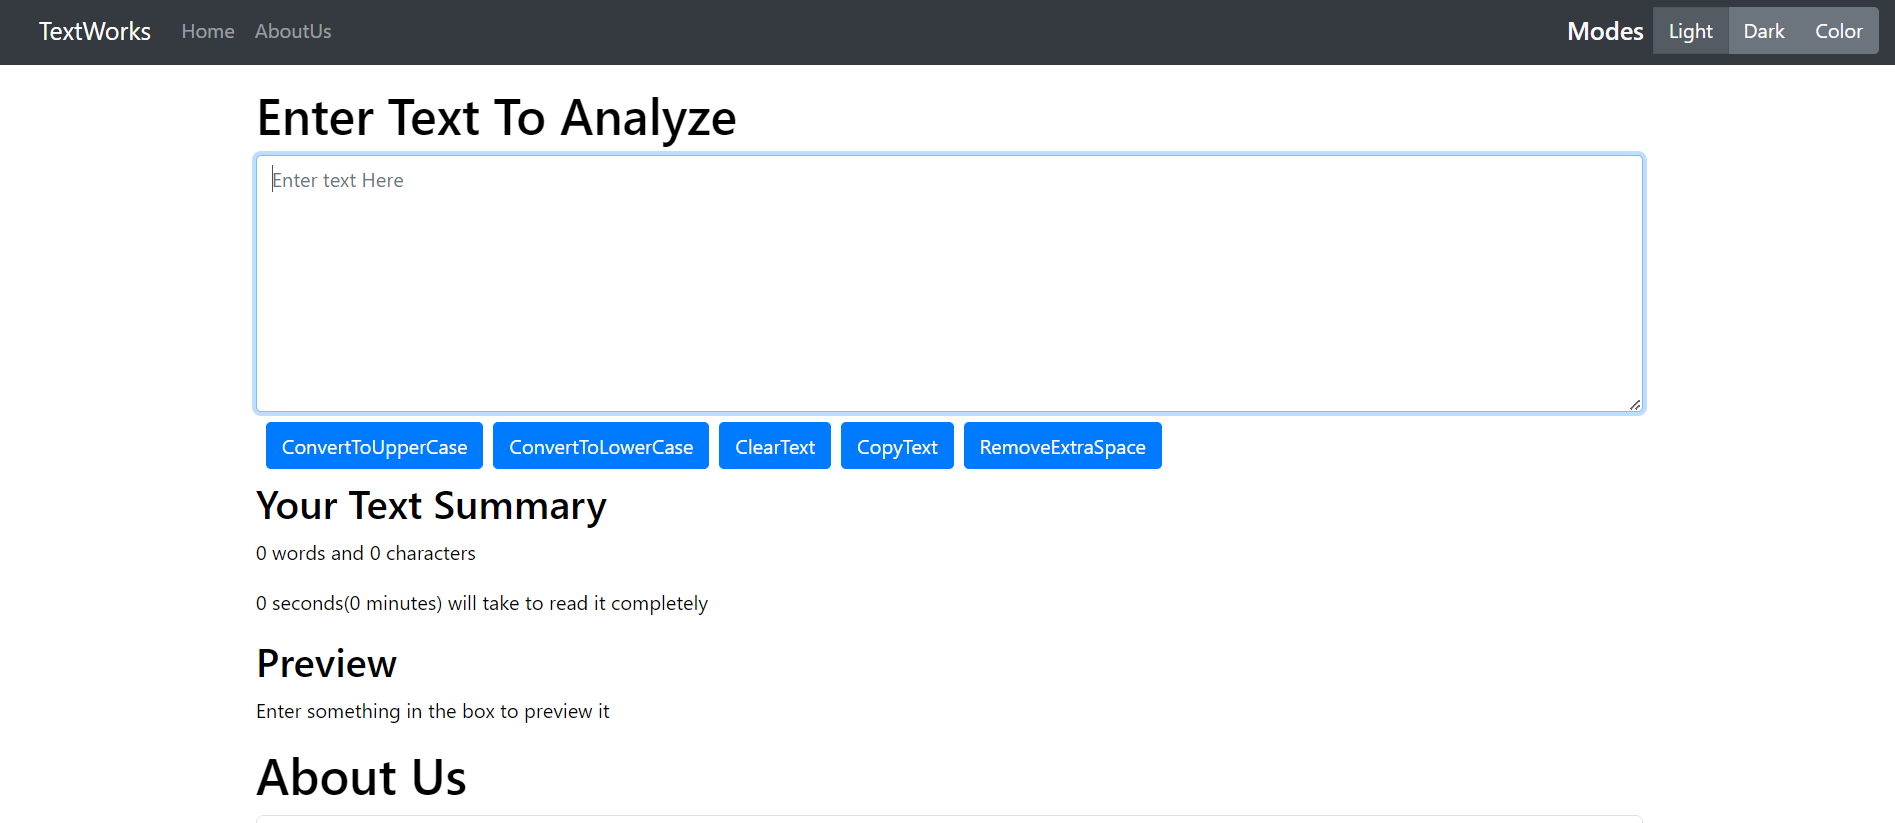 TextWorks Home AboutUs Modes Light Dark Color
Enter Text To Analyze
Enter text Here
ConvertToUpperCase ConvertToLowerCase ClearText CopyText RemoveExtraSpace
Your Text Summary
0 words and 0 characters
0 seconds(0 minutes) will take to read it completely
Preview
Enter something in the box to preview it
About Us